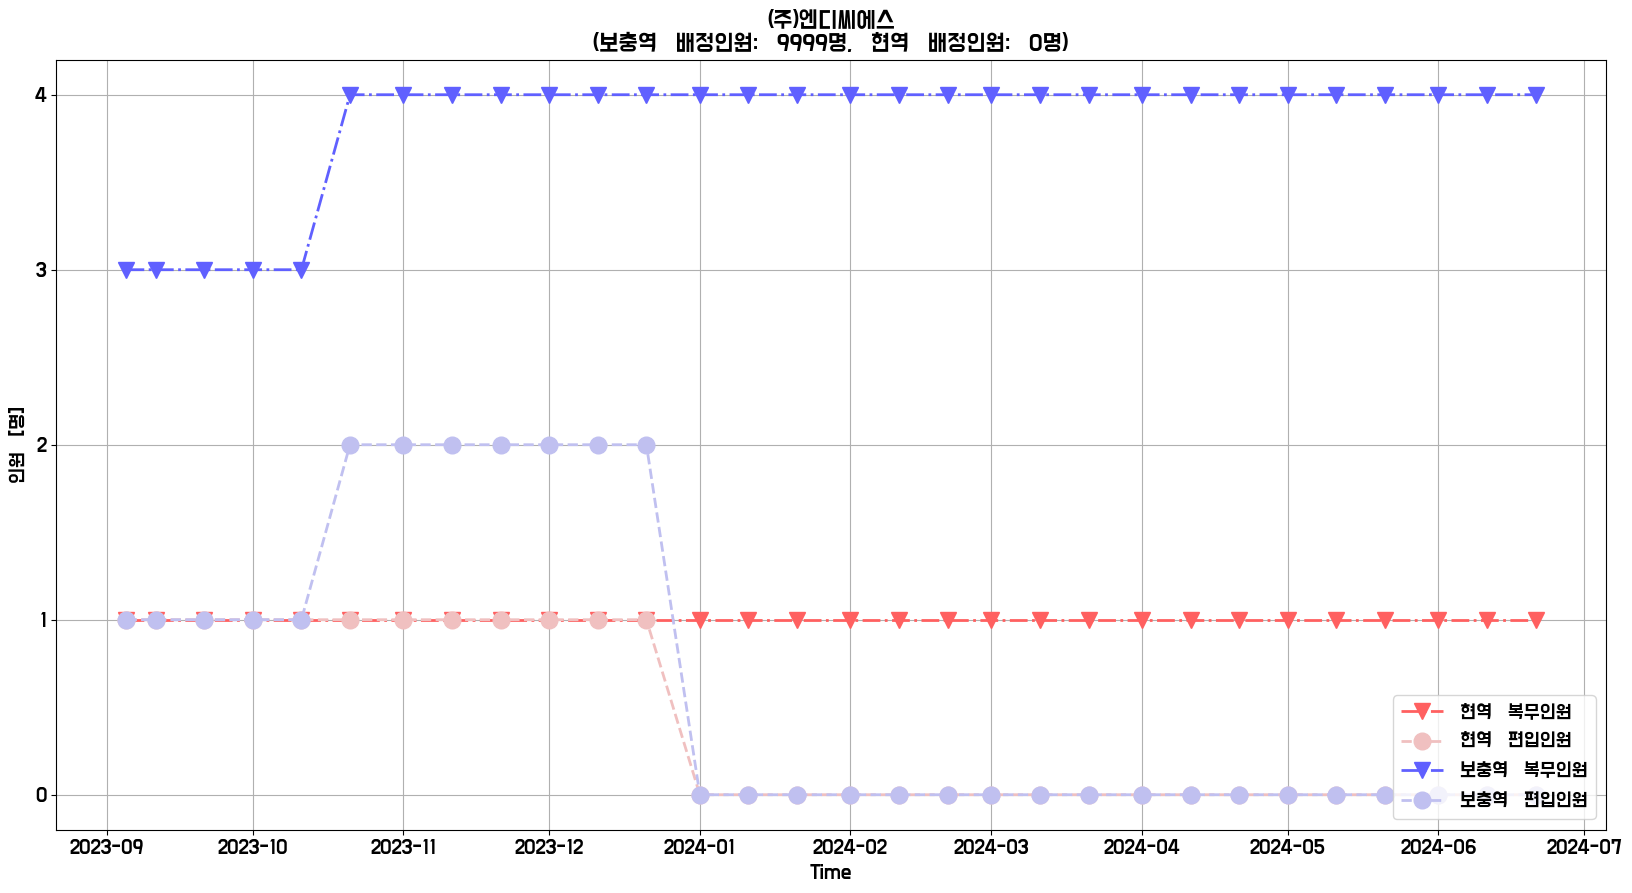 (주)엔디씨에스
(보충역 배정인원: 9999명, 현역 배정인원: 0명)
4
3
2
1
0
인원 [명]
2023-09 2023-10 2023-11 2023-12 2024-01 2024-02 2024-03 2024-04 2024-05 2024-06 2024-07
Time
현역 복무인원
현역 편입인원
보충역 복무인원
보충역 편입인원